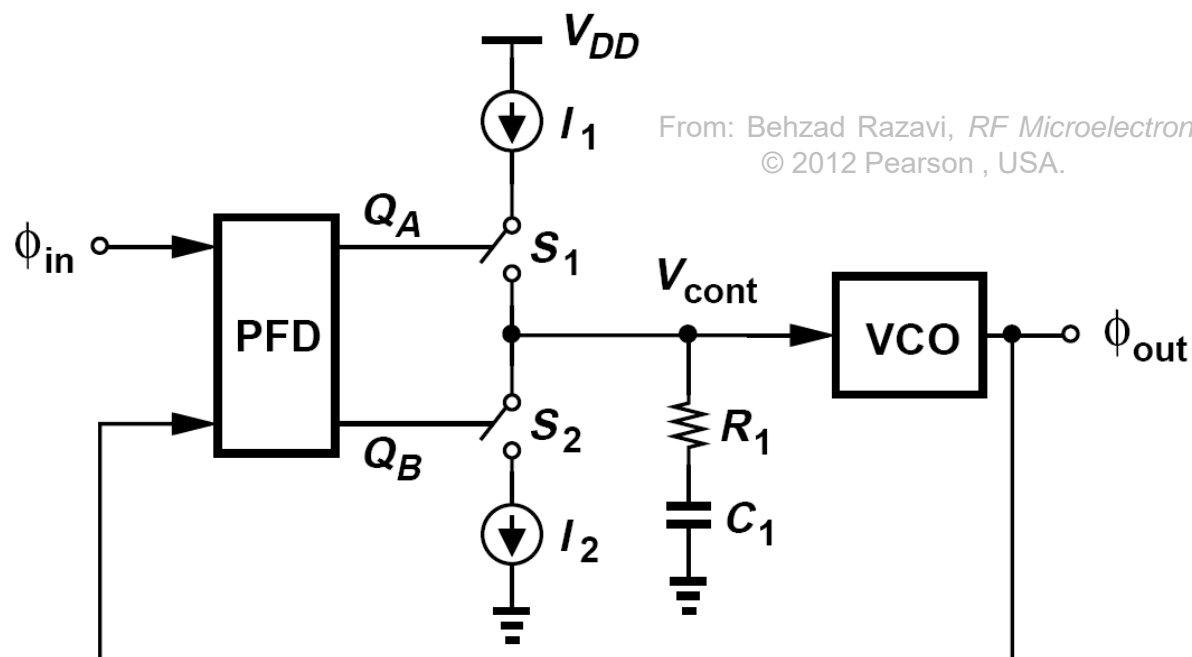 V_DD
I_1
From: Behzad Razavi, RF Microelectron
© 2012 Pearson , USA.
Q_A
ϕ_in
S_1
V_cont
PFD
VCO
ϕ_out
S_2
R_1
Q_B
C_1
I_2